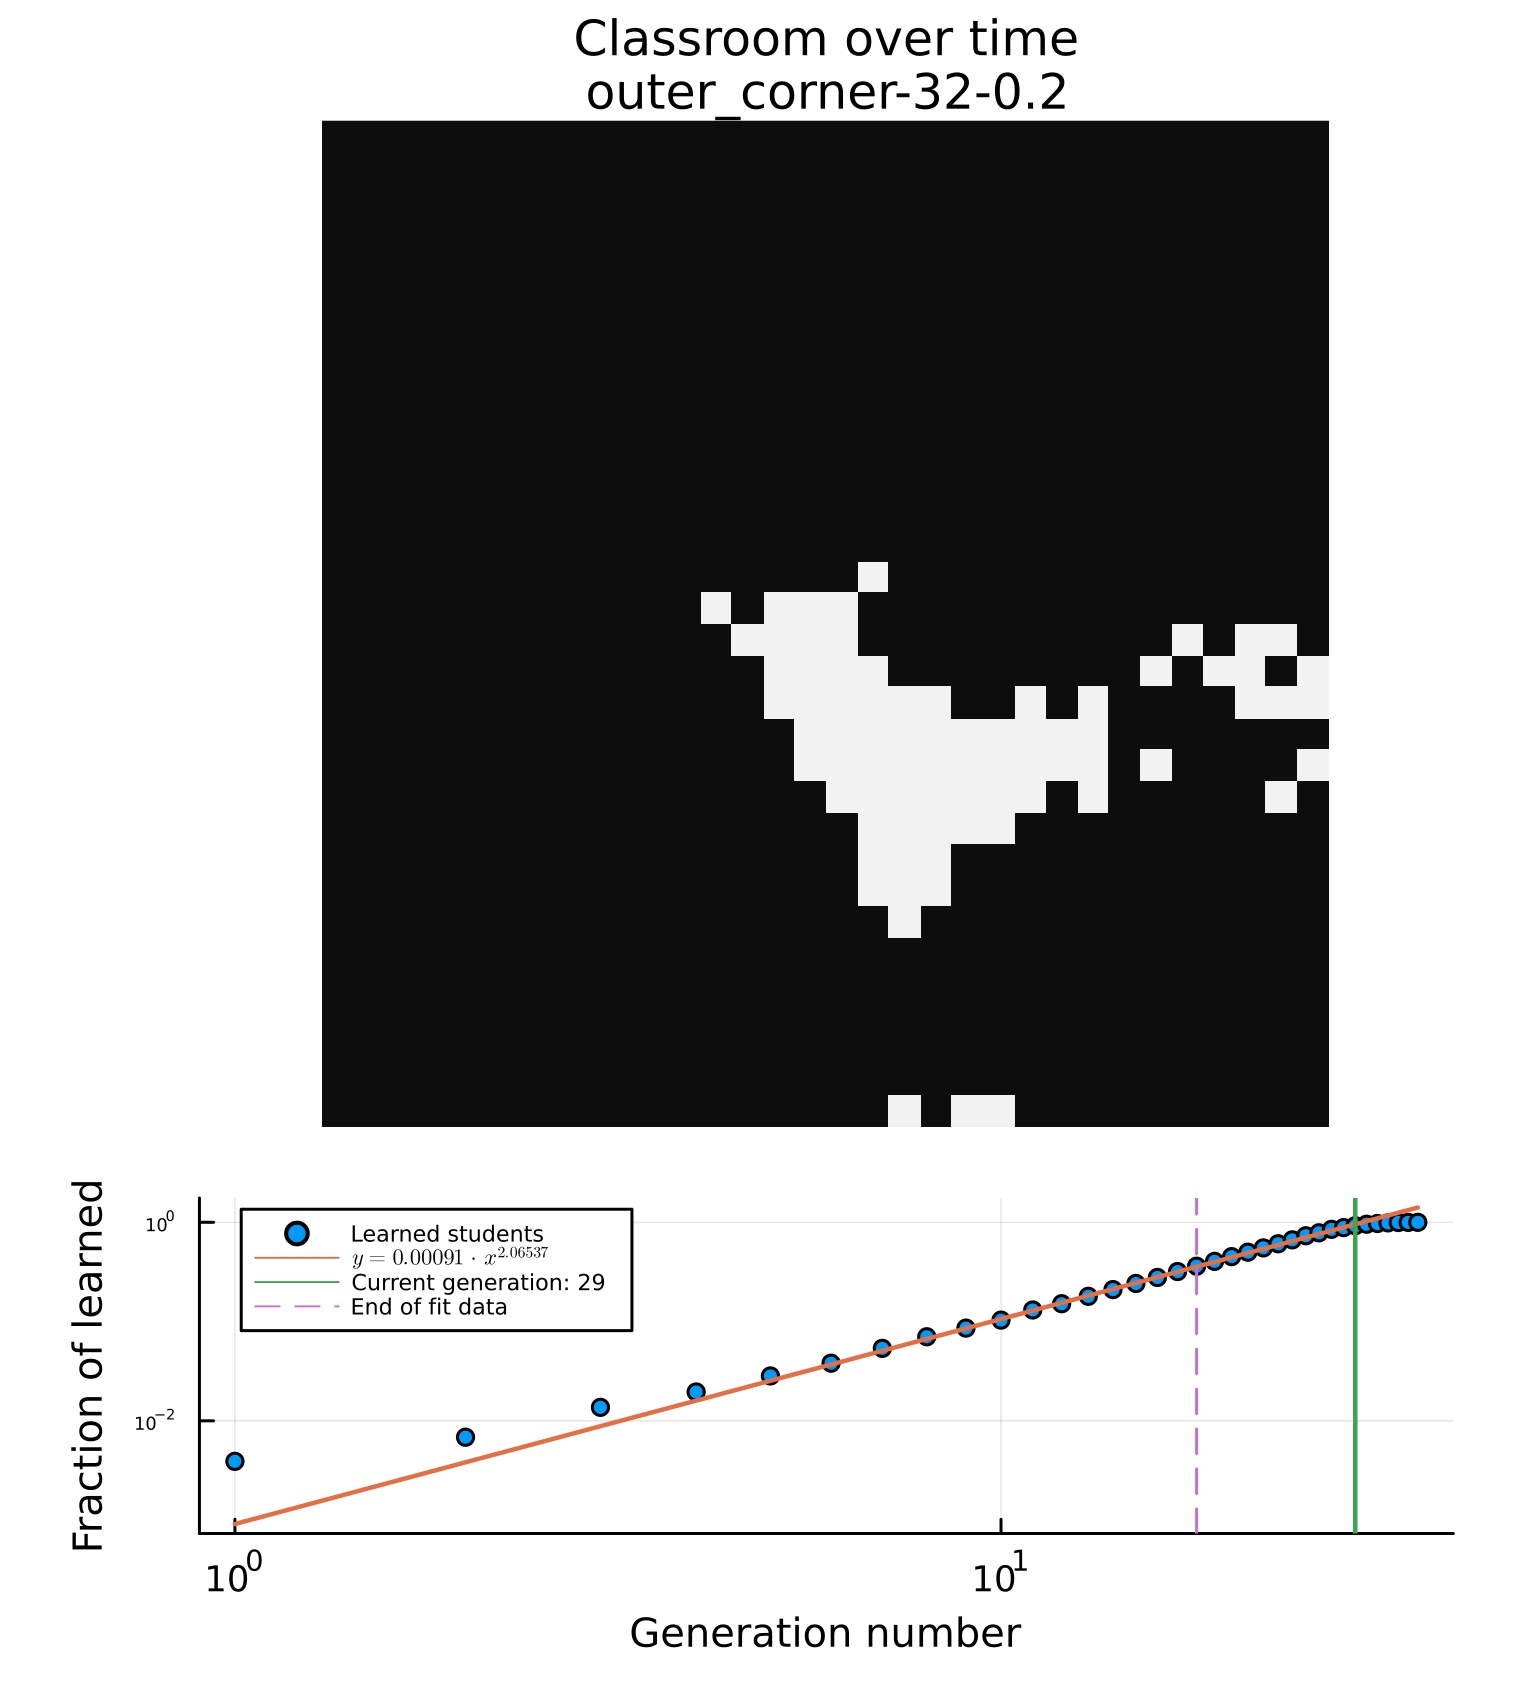 Classroom over time
outer_corner-32-0.2
Fraction of learned
10^0
10^−2
Learned students
y = 0.00091 · x^2.06537
Current generation: 29
End of fit data
10^0
10^1
Generation number